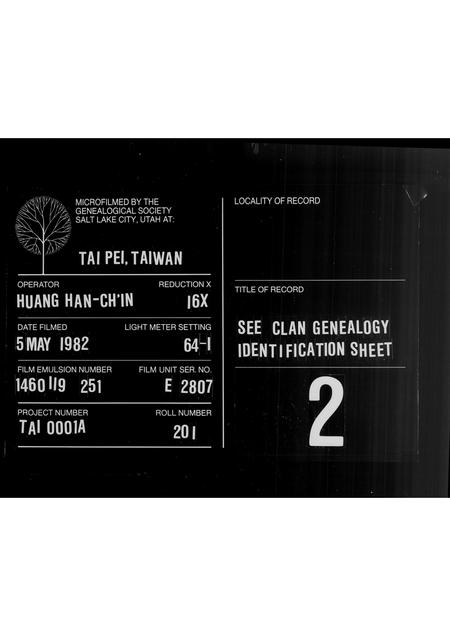 MICROFILMED BY THE
GENEALOGICAL SOCIETY
SALT LAKE CITY, UTAH AT:
TAI PEI, TAIWAN
OPERATOR REDUCTION X
HUANG HAN-CH'IN 16X
DATE FILMED LIGHT METER SETTING
5 MAY 1982 64-1
FILM EMULSION NUMBER FILM UNIT SER. NO.
1460 119 251 E 2807
PROJECT NUMBER ROLL NUMBER
TAI 0001A 201
LOCALITY OF RECORD
TITLE OF RECORD
SEE CLAN GENEALOGY
IDENTIFICATION SHEET
2